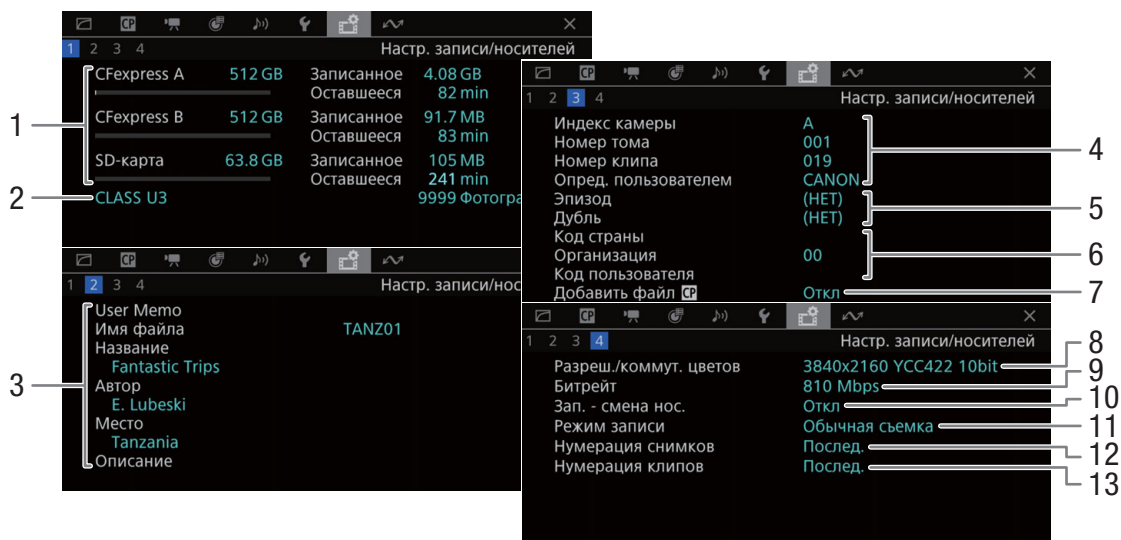 CP
1 2 3 4 Настр. записи/носителей
CFexpress A 512 GB Записанное 4.08 GB
Оставшееся 82 min
CFexpress B 512 GB Записанное 91.7 MB
Оставшееся 83 min
SD-карта 63.8 GB Записанное 105 MB
Оставшееся 241 min
CLASS U3 9999 Фотогра
1
2
CP
1 2 3 4 Настр. записи/нос
User Memo
Имя файла TANZ01
Название
Fantastic Trips
Автор
E. Lubeski
Место
Tanzania
Описание
3
CP
1 2 3 4 Настр. записи/носителей
Индекс камеры A
Номер тома 001
Номер клипа 019
Опред. пользователем CANON
Эпизод (НЕТ)
Дубль (НЕТ)
Код страны
Организация 00
Код пользователя
Добавить файл CP Откл
4
5
6
7
CP
1 2 3 4 Настр. записи/носителей
Разреш./коммут. цветов 3840x2160 YCC422 10bit
Битрейт 810 Mbps
Зап. - смена нос. Откл
Режим записи Обычная съемка
Нумерация снимков Послед.
Нумерация клипов Послед.
8
9
10
11
12
13